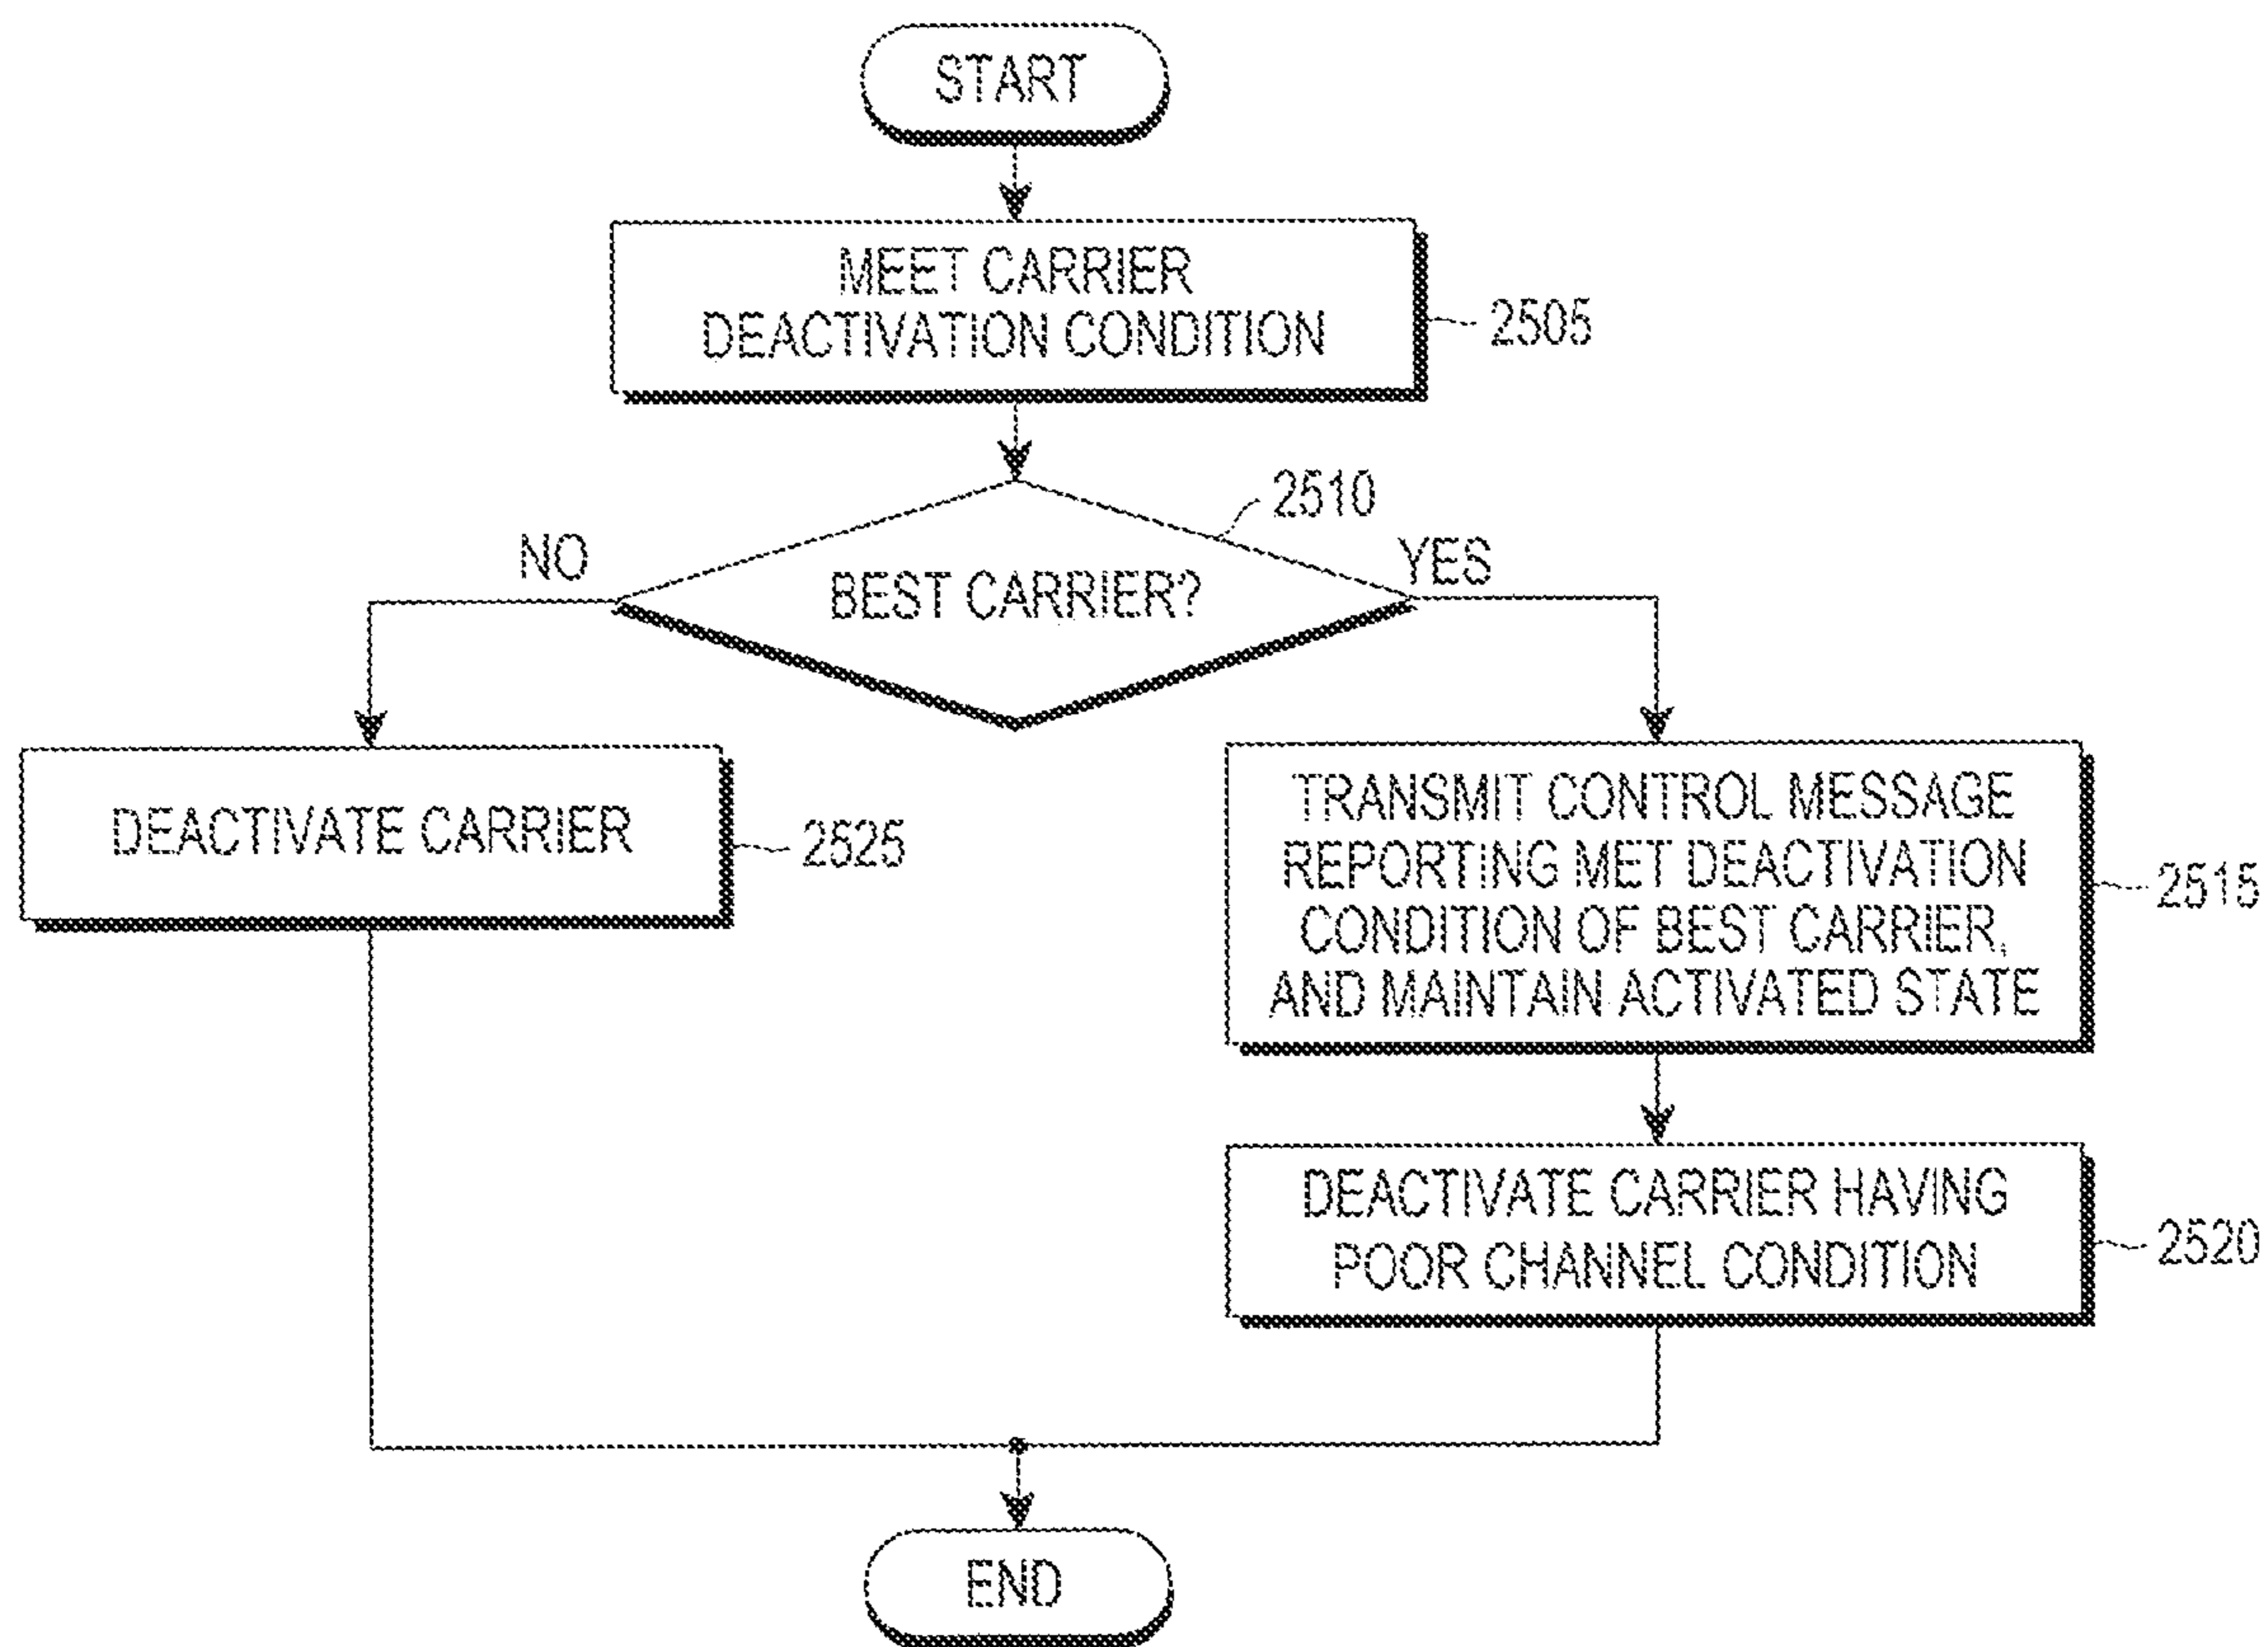 START
MEET CARRIER
DEACTIVATION CONDITION
2505
2510
NO
YES
BEST CARRIER?
DEACTIVATE CARRIER
2525
TRANSMIT CONTROL MESSAGE
REPORTING MET DEACTIVATION
CONDITION OF BEST CARRIER,
AND MAINTAIN ACTIVATED STATE
2515
DEACTIVATE CARRIER HAVING
POOR CHANNEL CONDITION
2520
END